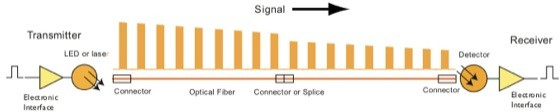 Signal
Transmitter
Receiver
LED or laser
Detector
Connector
Optical Fiber
Connector or Splice
Connector
Electronic
Interface
Electronic
Interface